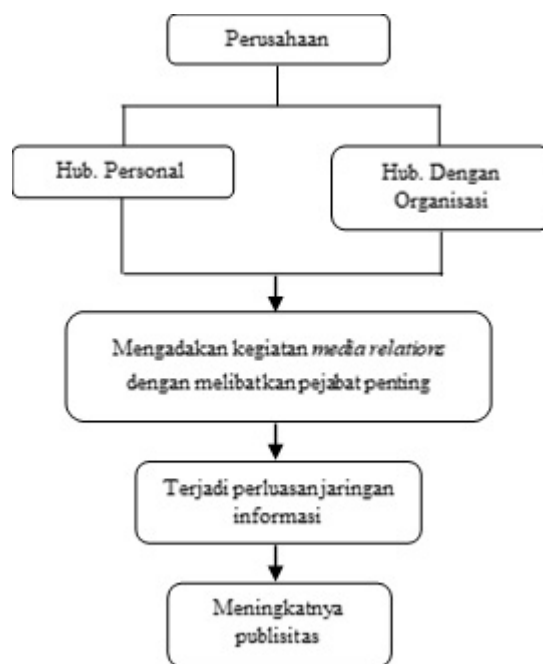 Perusahaan
Hub. Personal
Hub. Dengan
Organisasi
Mengadakan kegiatan media relations
dengan melibatkan pejabat penting
Terjadi perluasan jaringan
informasi
Meningkatnya
publisitas